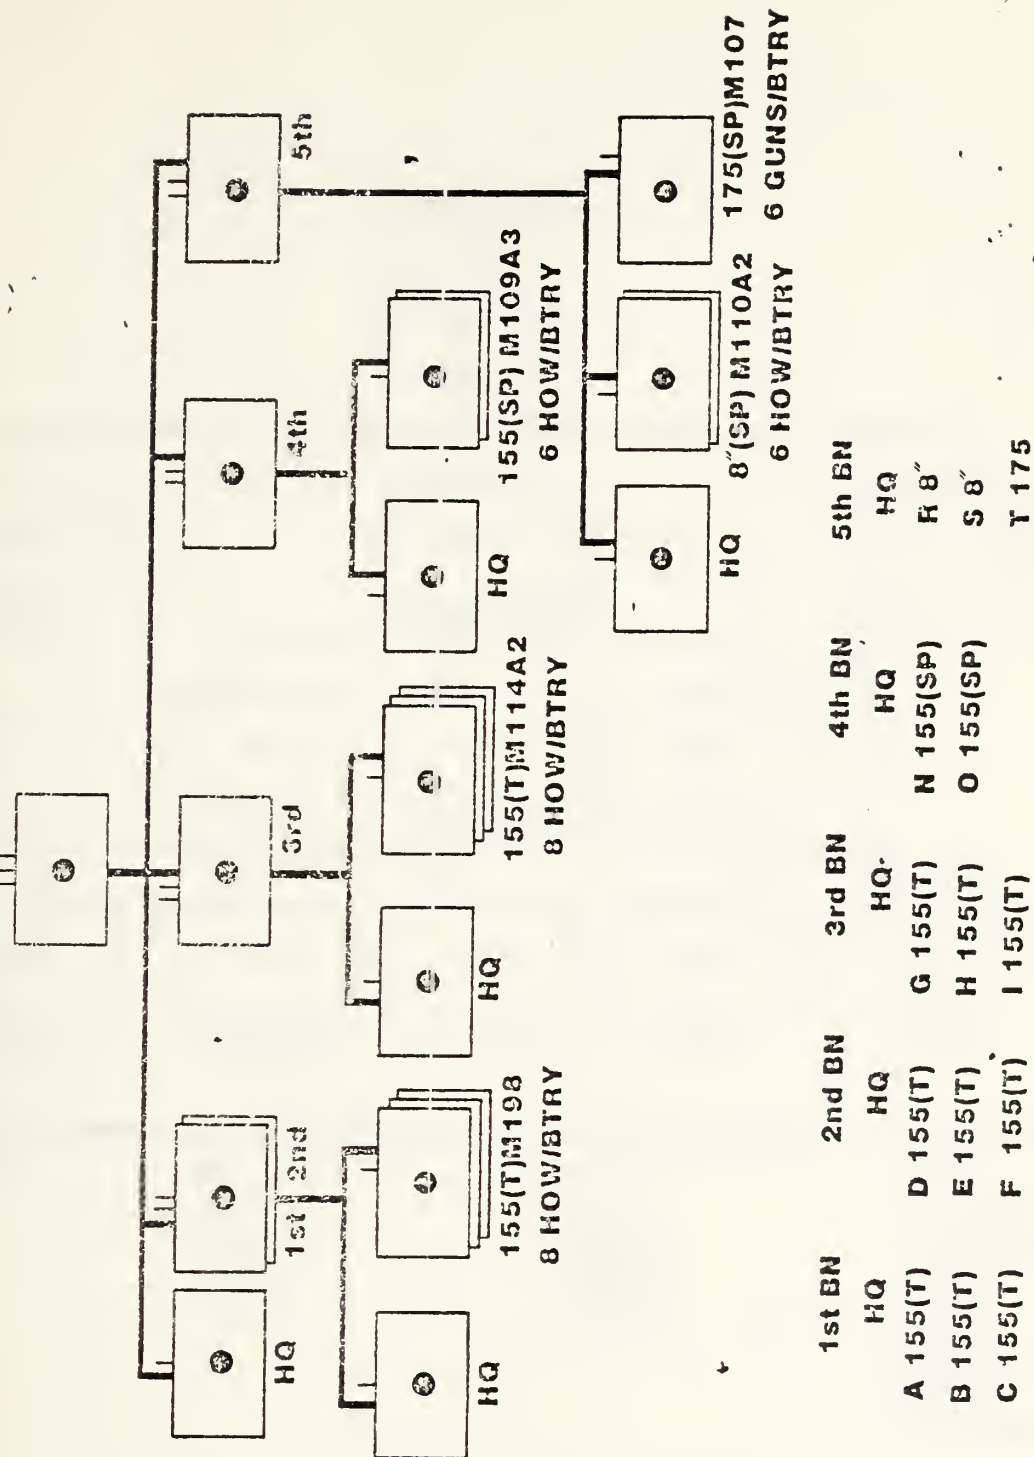 HQ
1st 2nd
3rd
4th
5th
HQ
155(T)M198
8 HOW/BTRY
HQ
155(T)M114A2
8 HOW/BTRY
HQ
155(SP)M109A3
6 HOW/BTRY
HQ
8"(SP)M110A2
6 HOW/BTRY
175(SP)M107
6 GUNS/BTRY
1st BN
HQ
A 155(T)
B 155(T)
C 155(T)
2nd BN
HQ
D 155(T)
E 155(T)
F 155(T)
3rd BN
HQ
G 155(T)
H 155(T)
I 155(T)
4th BN
HQ
N 155(SP)
O 155(SP)
5th BN
HQ
R 8"
S 8"
T 175